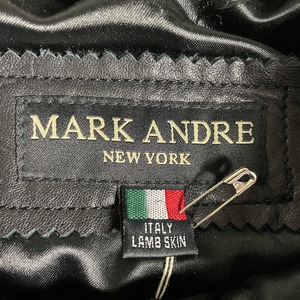 MARK ANDRE
NEW YORK
ITALY
LAMB SKIN